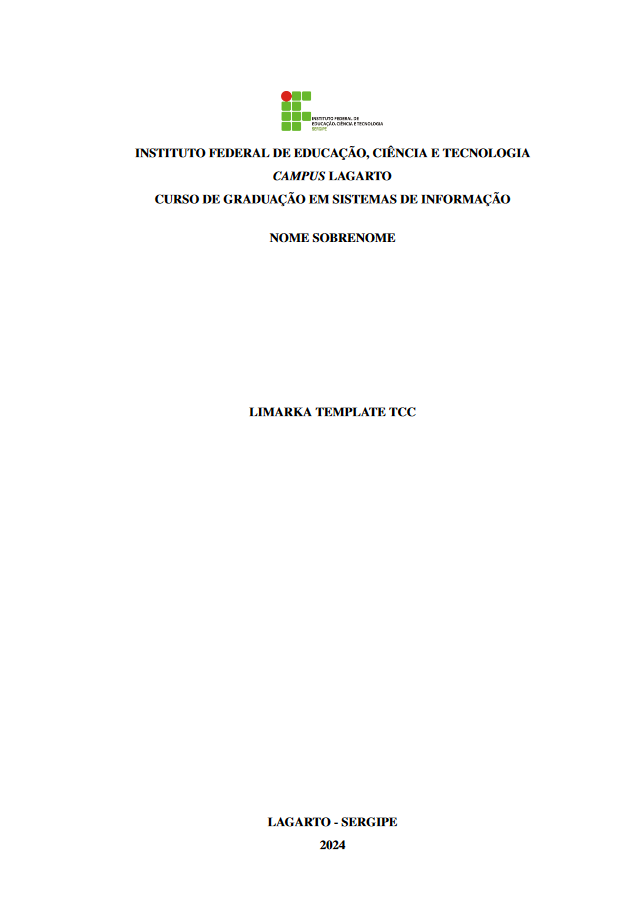 INSTITUTO FEDERAL DE
EDUCAÇÃO, CIÊNCIA E TECNOLOGIA
SERGIPE
INSTITUTO FEDERAL DE EDUCAÇÃO, CIÊNCIA E TECNOLOGIA
CAMPUS LAGARTO
CURSO DE GRADUAÇÃO EM SISTEMAS DE INFORMAÇÃO
NOME SOBRENOME
LIMARKA TEMPLATE TCC
LAGARTO - SERGIPE
2024